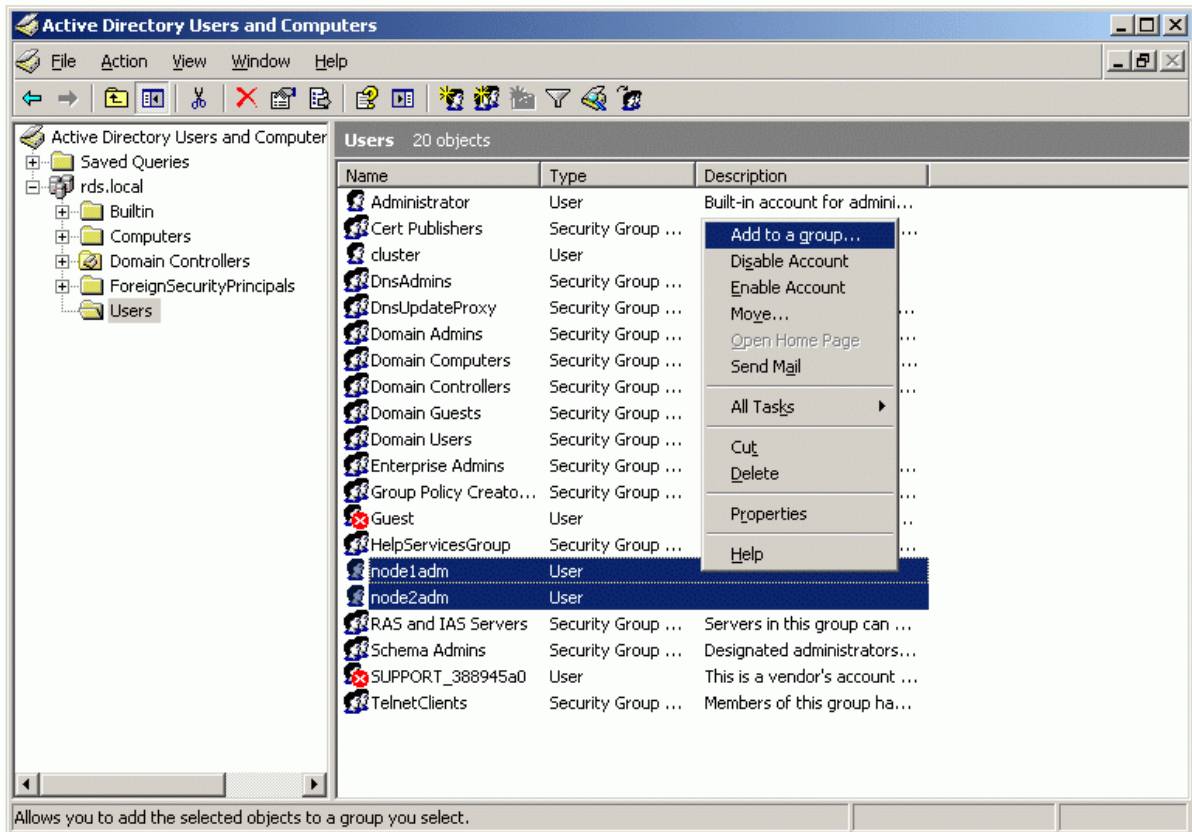 Active Directory Users and Computers
File Action View Window Help
Active Directory Users and Computer
Saved Queries
rds.local
Builtin
Computers
Domain Controllers
ForeignSecurityPrincipals
Users
Users 20 objects
Name Type Description
Administrator User Built-in account for admini...
Cert Publishers Security Group ... ...
cluster User
DnsAdmins Security Group ...
DnsUpdateProxy Security Group ... ...
Domain Admins Security Group ... ...
Domain Computers Security Group ... ...
Domain Controllers Security Group ... ...
Domain Guests Security Group ...
Domain Users Security Group ...
Enterprise Admins Security Group ... ...
Group Policy Creato... Security Group ... ...
Guest User ...
HelpServicesGroup Security Group ... ...
node1adm User
node2adm User
RAS and IAS Servers Security Group ... Servers in this group can ...
Schema Admins Security Group ... Designated administrators...
SUPPORT_388945a0 User This is a vendor's account ...
TelnetClients Security Group ... Members of this group ha...
Add to a group...
Disable Account
Enable Account
Move...
Open Home Page
Send Mail
All Tasks
Cut
Delete
Properties
Help
Allows you to add the selected objects to a group you select.